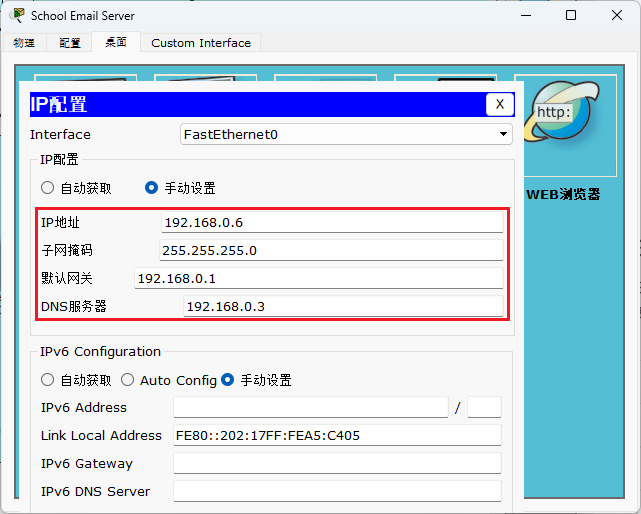 School Email Server
物理 配置 桌面 Custom Interface
http:
WEB浏览器
IP配置 X
Interface FastEthernet0
IP配置
自动获取 手动设置
IP地址 192.168.0.6
子网掩码 255.255.255.0
默认网关 192.168.0.1
DNS服务器 192.168.0.3
IPv6 Configuration
自动获取 Auto Config 手动设置
IPv6 Address /
Link Local Address FE80::202:17FF:FEA5:C405
IPv6 Gateway
IPv6 DNS Server